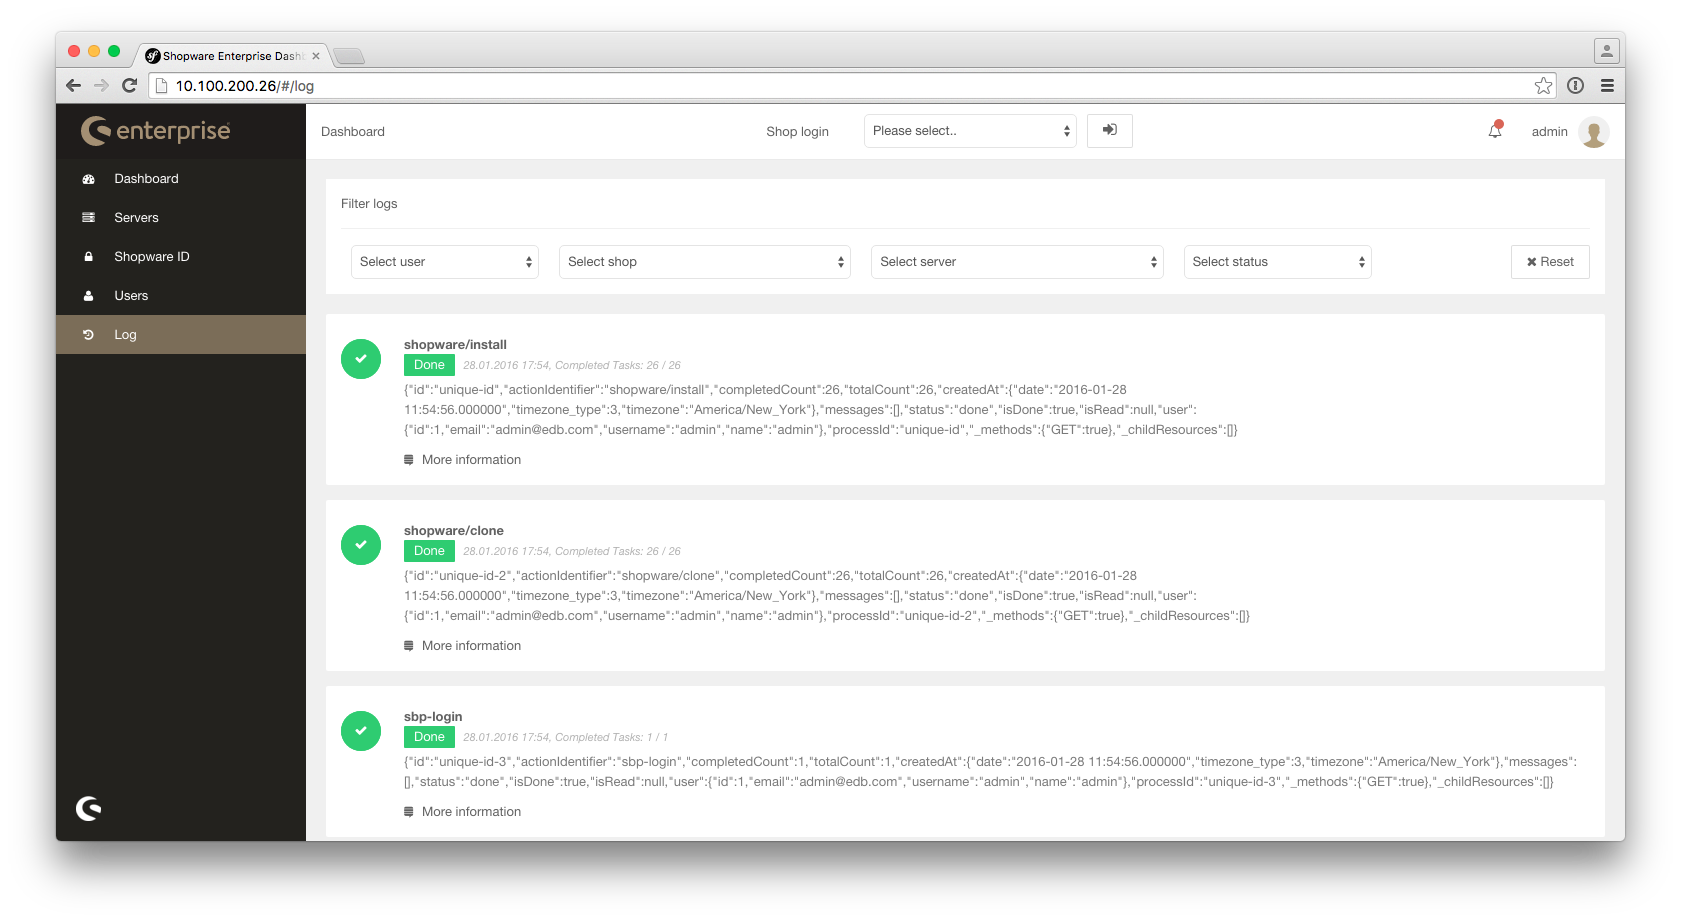 Shopware Enterprise Dash
10.100.200.26/#/log
enterprise
Dashboard
Shop login
Please select..
admin
Dashboard
Servers
Shopware ID
Users
Log
Filter logs
Select user
Select shop
Select server
Select status
Reset
shopware/install
Done 28.01.2016 17:54, Completed Tasks: 26 / 26
{"id":"unique-id","actionIdentifier":"shopware/install","completedCount":26,"totalCount":26,"createdAt":{"date":"2016-01-28
11:54:56.000000","timezone_type":3,"timezone":"America/New_York"},"messages":[],"status":"done","isDone":true,"isRead":null,"user":
{"id":1,"email":"admin@edb.com","username":"admin","name":"admin"},"processId":"unique-id","_methods":{"GET":true},"_childResources":[]}
More information
shopware/clone
Done 28.01.2016 17:54, Completed Tasks: 26 / 26
{"id":"unique-id-2","actionIdentifier":"shopware/clone","completedCount":26,"totalCount":26,"createdAt":{"date":"2016-01-28
11:54:56.000000","timezone_type":3,"timezone":"America/New_York"},"messages":[],"status":"done","isDone":true,"isRead":null,"user":
{"id":1,"email":"admin@edb.com","username":"admin","name":"admin"},"processId":"unique-id-2","_methods":{"GET":true},"_childResources":[]}
More information
sbp-login
Done 28.01.2016 17:54, Completed Tasks: 1 / 1
{"id":"unique-id-3","actionIdentifier":"sbp-login","completedCount":1,"totalCount":1,"createdAt":{"date":"2016-01-28 11:54:56.000000","timezone_type":3,"timezone":"America/New_York"},"messages":
[],"status":"done","isDone":true,"isRead":null,"user":{"id":1,"email":"admin@edb.com","username":"admin","name":"admin"},"processId":"unique-id-3","_methods":{"GET":true},"_childResources":[]}
More information